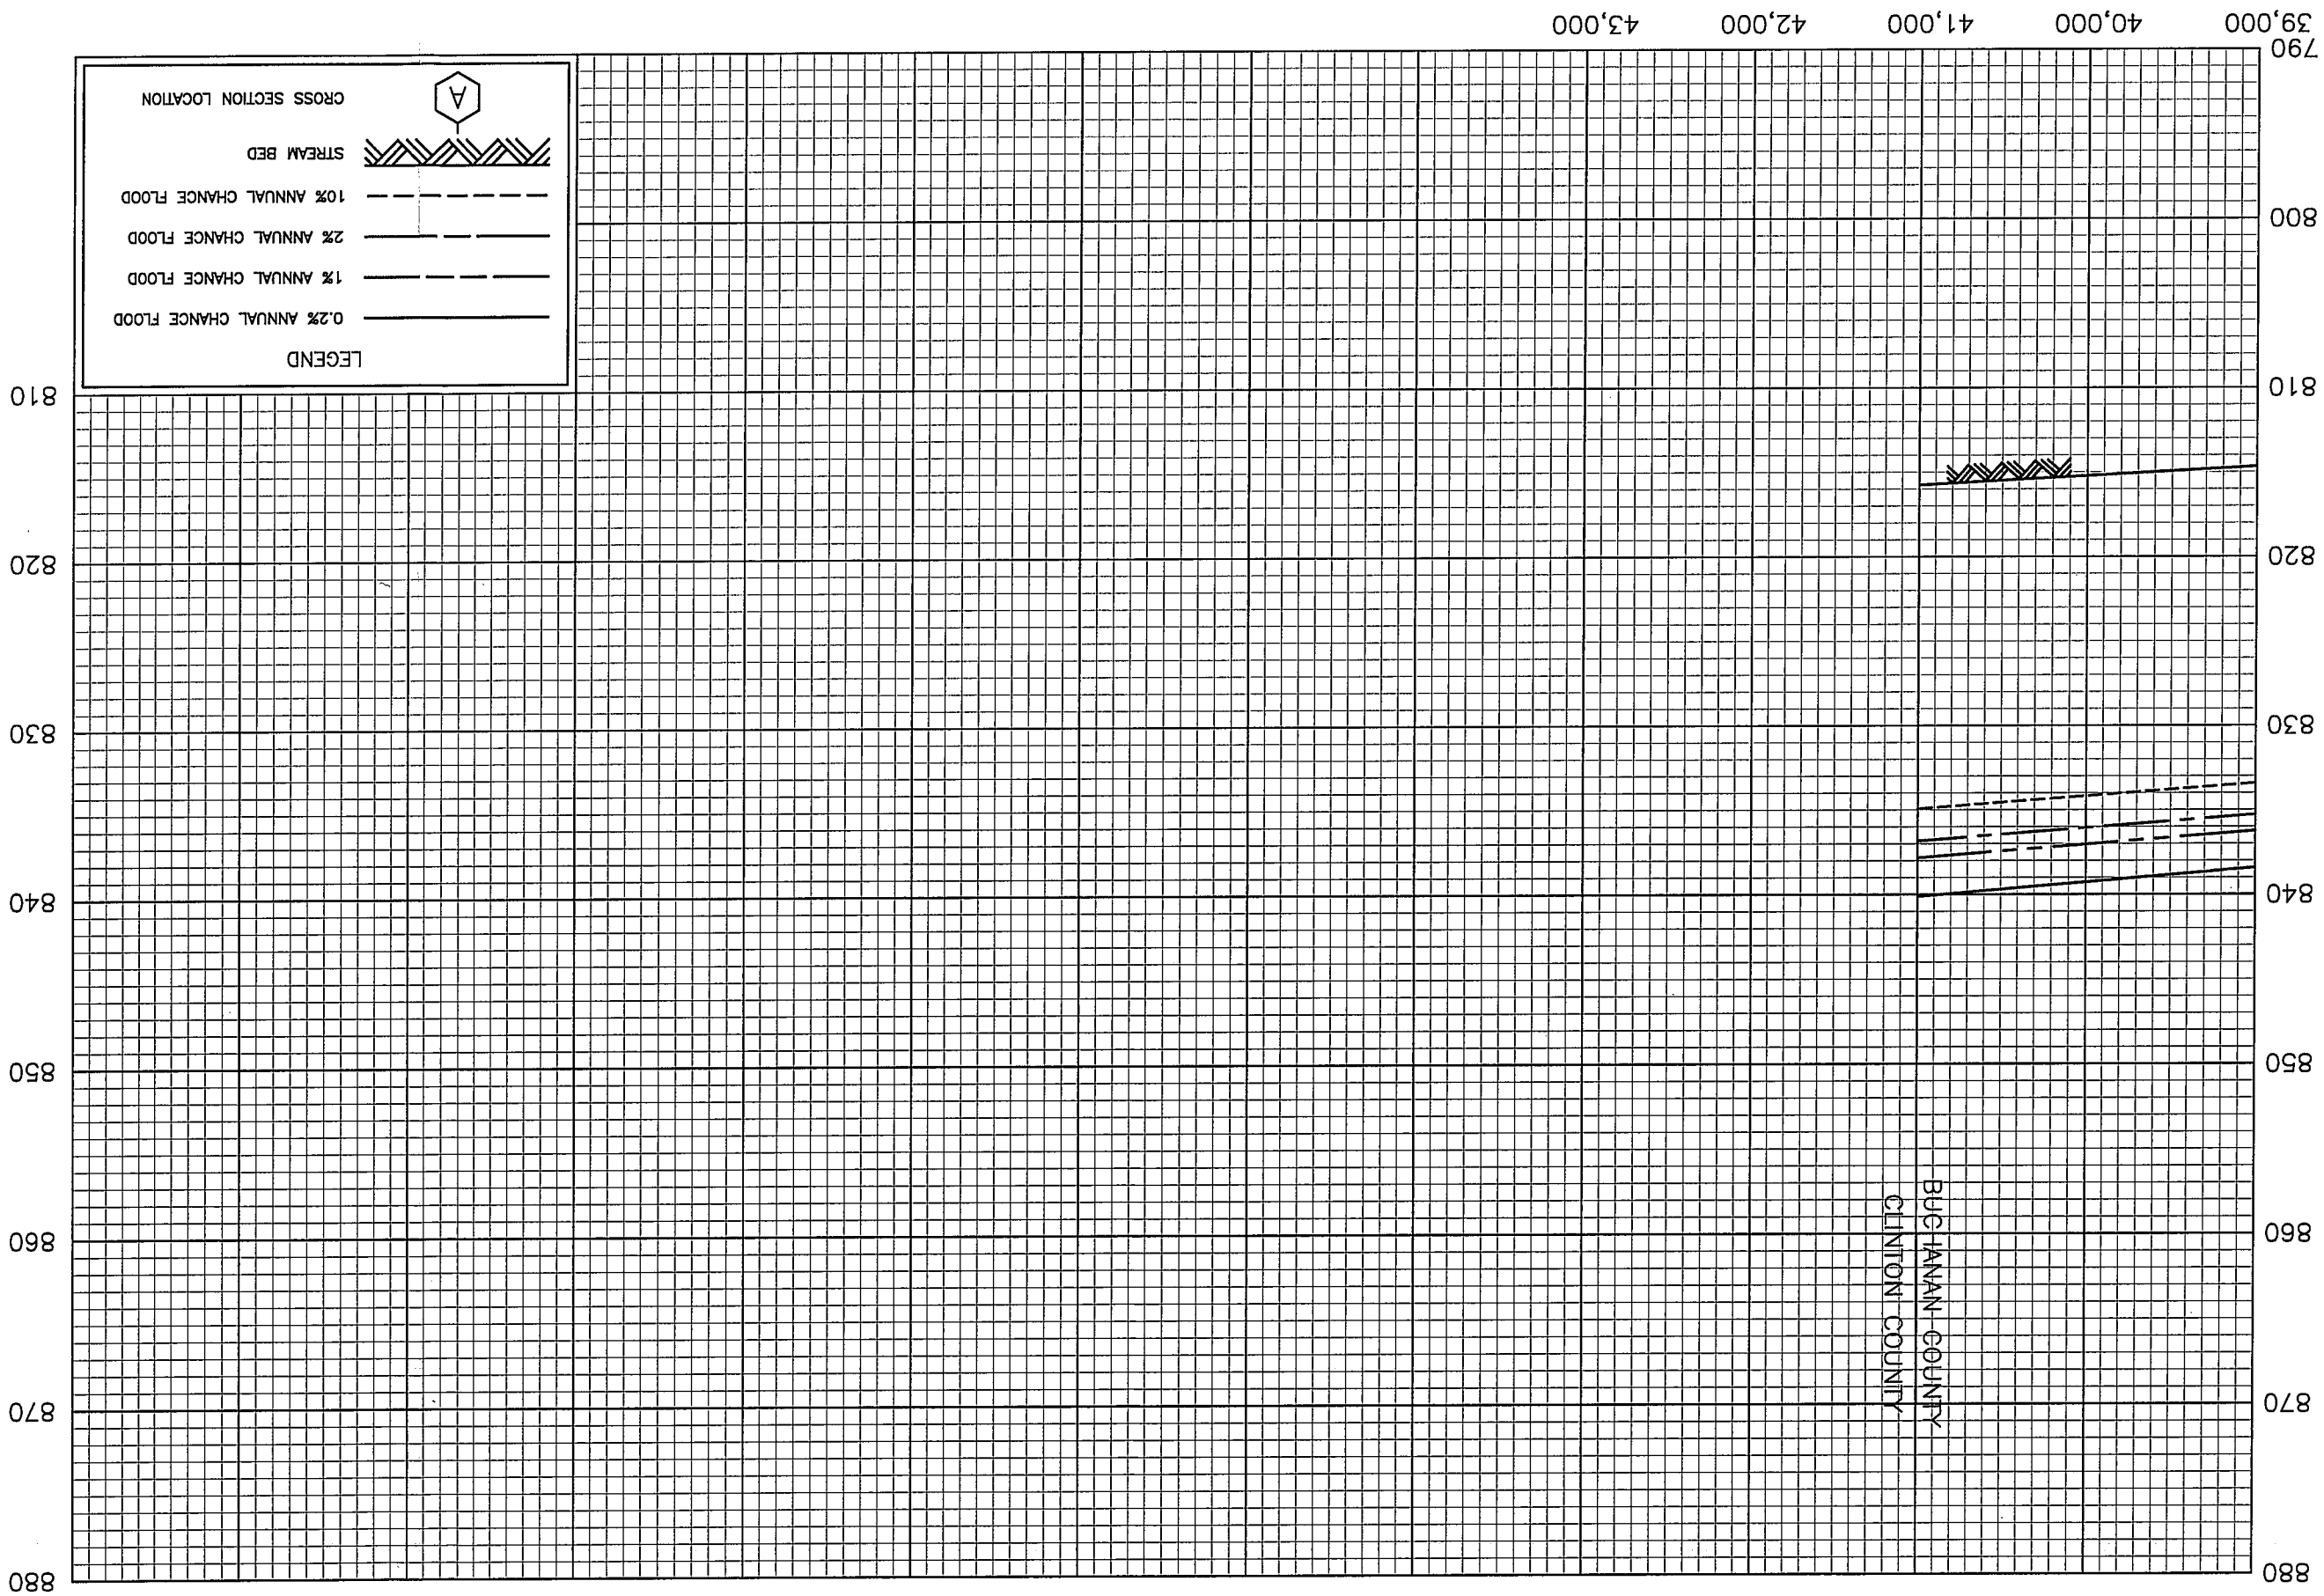 880
870
860
850
840
830
820
810
800
790
880
870
860
850
840
830
820
810
BUCHANAN COUNTY
CLINTON COUNTY
LEGEND
0.2% ANNUAL CHANCE FLOOD
1% ANNUAL CHANCE FLOOD
2% ANNUAL CHANCE FLOOD
10% ANNUAL CHANCE FLOOD
STREAM BED
A
CROSS SECTION LOCATION
39,000
40,000
41,000
42,000
43,000